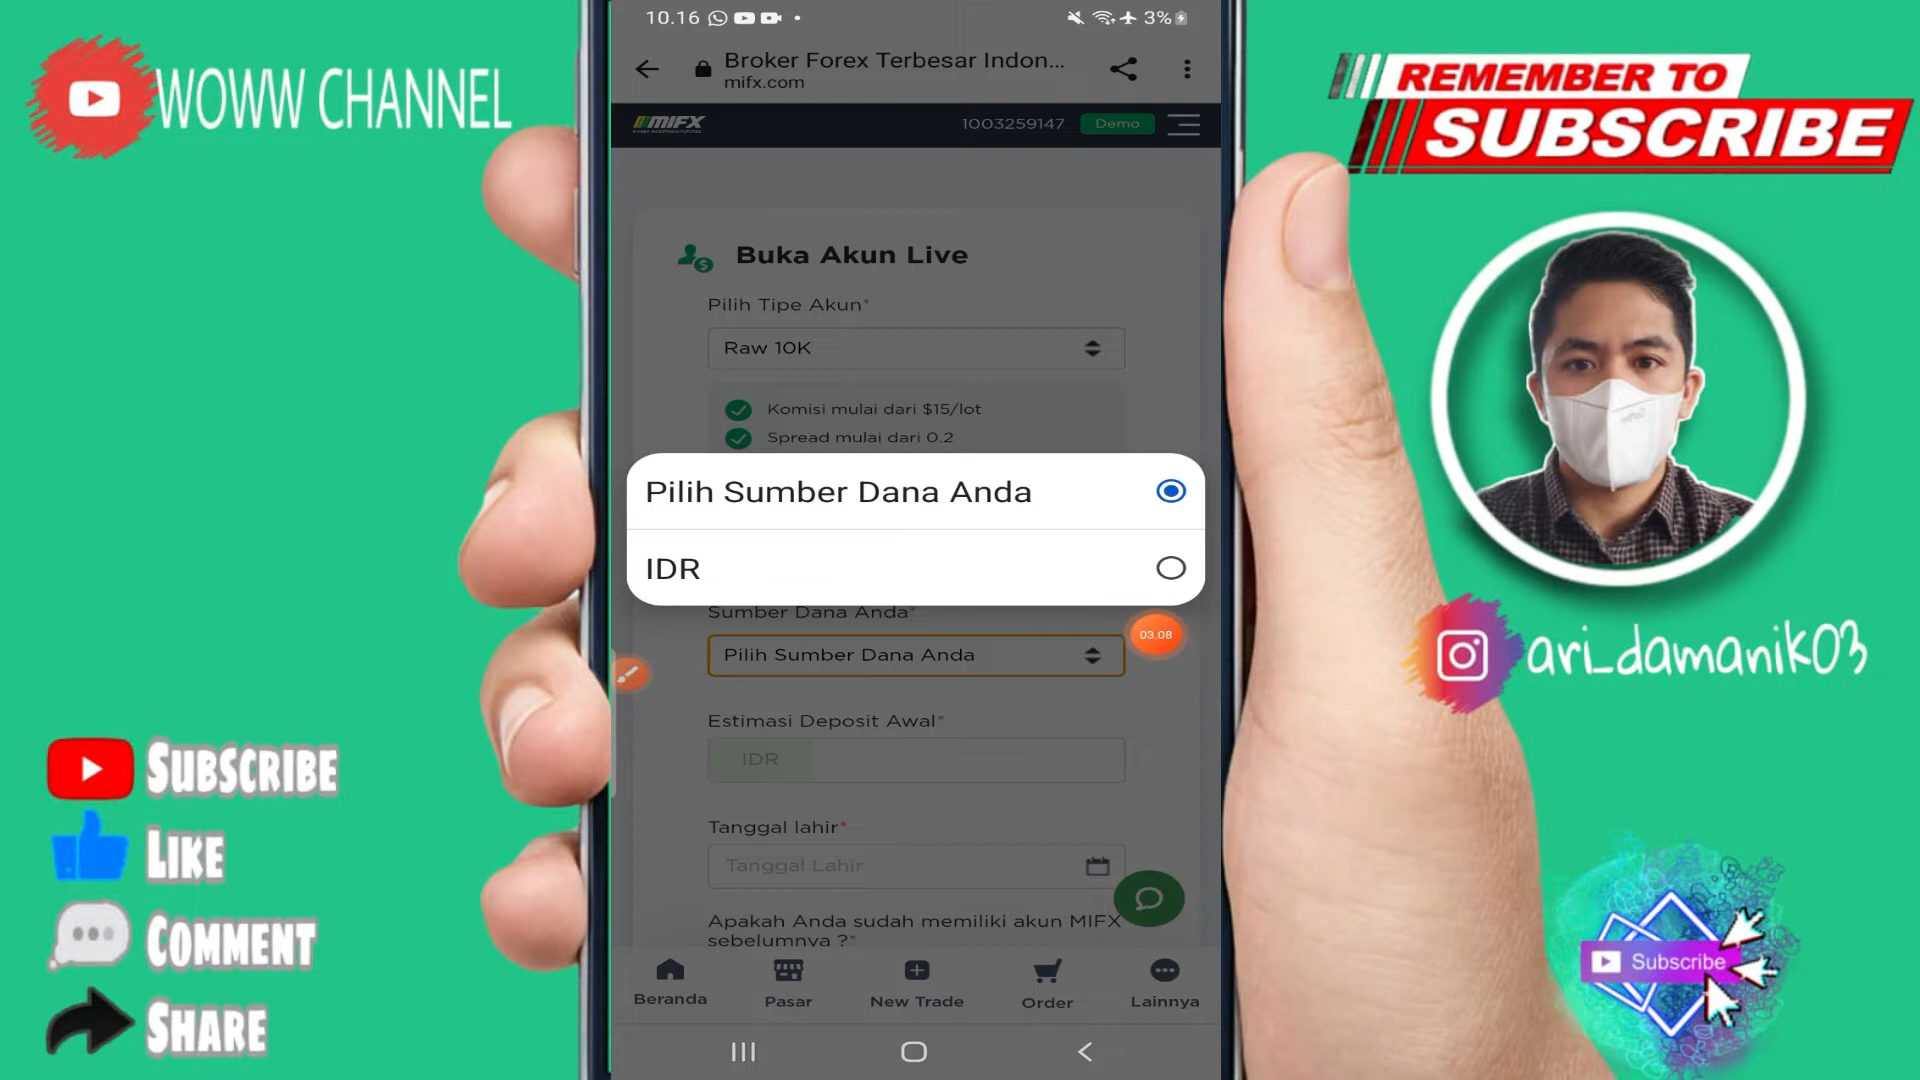 WOWW CHANNEL
SUBSCRIBE
LIKE
COMMENT
SHARE
10.16
3%
Broker Forex Terbesar Indon...
mifx.com
MIFX
1003259147
Demo
Buka Akun Live
Pilih Tipe Akun*
Raw 10K
Komisi mulai dari $15/lot
Spread mulai dari 0.2
Pilih Sumber Dana Anda
IDR
Sumber Dana Anda*
03.08
Pilih Sumber Dana Anda
Estimasi Deposit Awal*
IDR
Tanggal lahir*
Tanggal Lahir
Apakah Anda sudah memiliki akun MIFX
sebelumnya ?*
Beranda
Pasar
New Trade
Order
Lainnya
REMEMBER TO
SUBSCRIBE
ari_damanik03
Subscribe